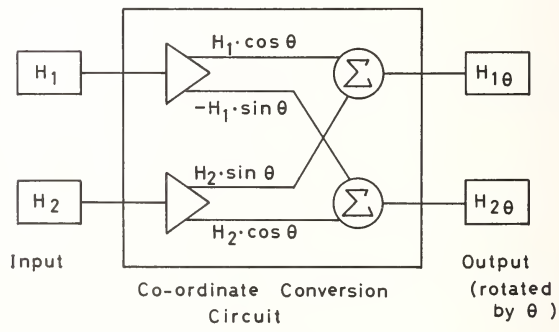 H₁·cos θ
H₁
-H₁·sin θ
Σ
H₁θ
H₂·sin θ
H₂
H₂·cos θ
Σ
H₂θ
Input
Output
(rotated
by θ )
Co-ordinate Conversion
Circuit